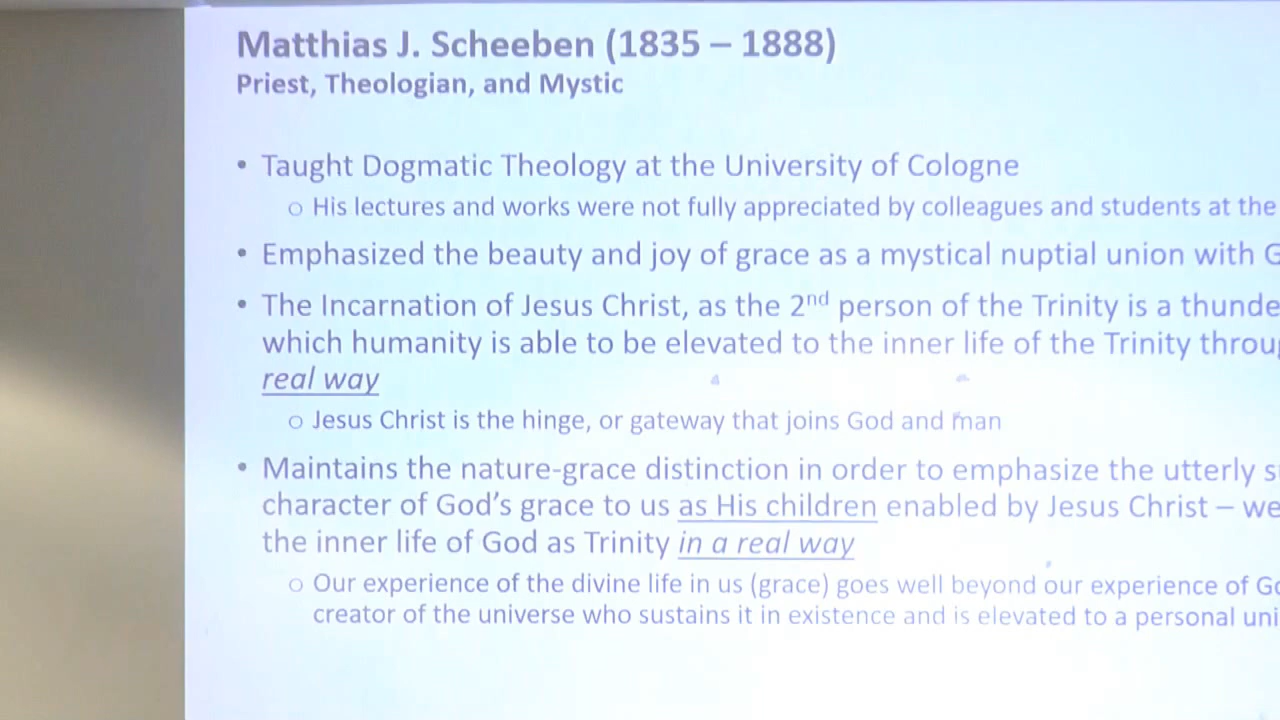 Matthias J. Scheeben (1835 – 1888)
Priest, Theologian, and Mystic
• Taught Dogmatic Theology at the University of Cologne
o His lectures and works were not fully appreciated by colleagues and students at the
• Emphasized the beauty and joy of grace as a mystical nuptial union with
• The Incarnation of Jesus Christ, as the 2nd person of the Trinity is a
which humanity is able to be elevated to the inner life of the Trinity
real way
o Jesus Christ is the hinge, or gateway that joins God and man
• Maintains the nature-grace distinction in order to emphasize the utterly
character of God's grace to us as His children enabled by Jesus Christ – we
the inner life of God as Trinity in a real way
o Our experience of the divine life in us (grace) goes well beyond our experience of
creator of the universe who sustains it in existence and is elevated to a personal